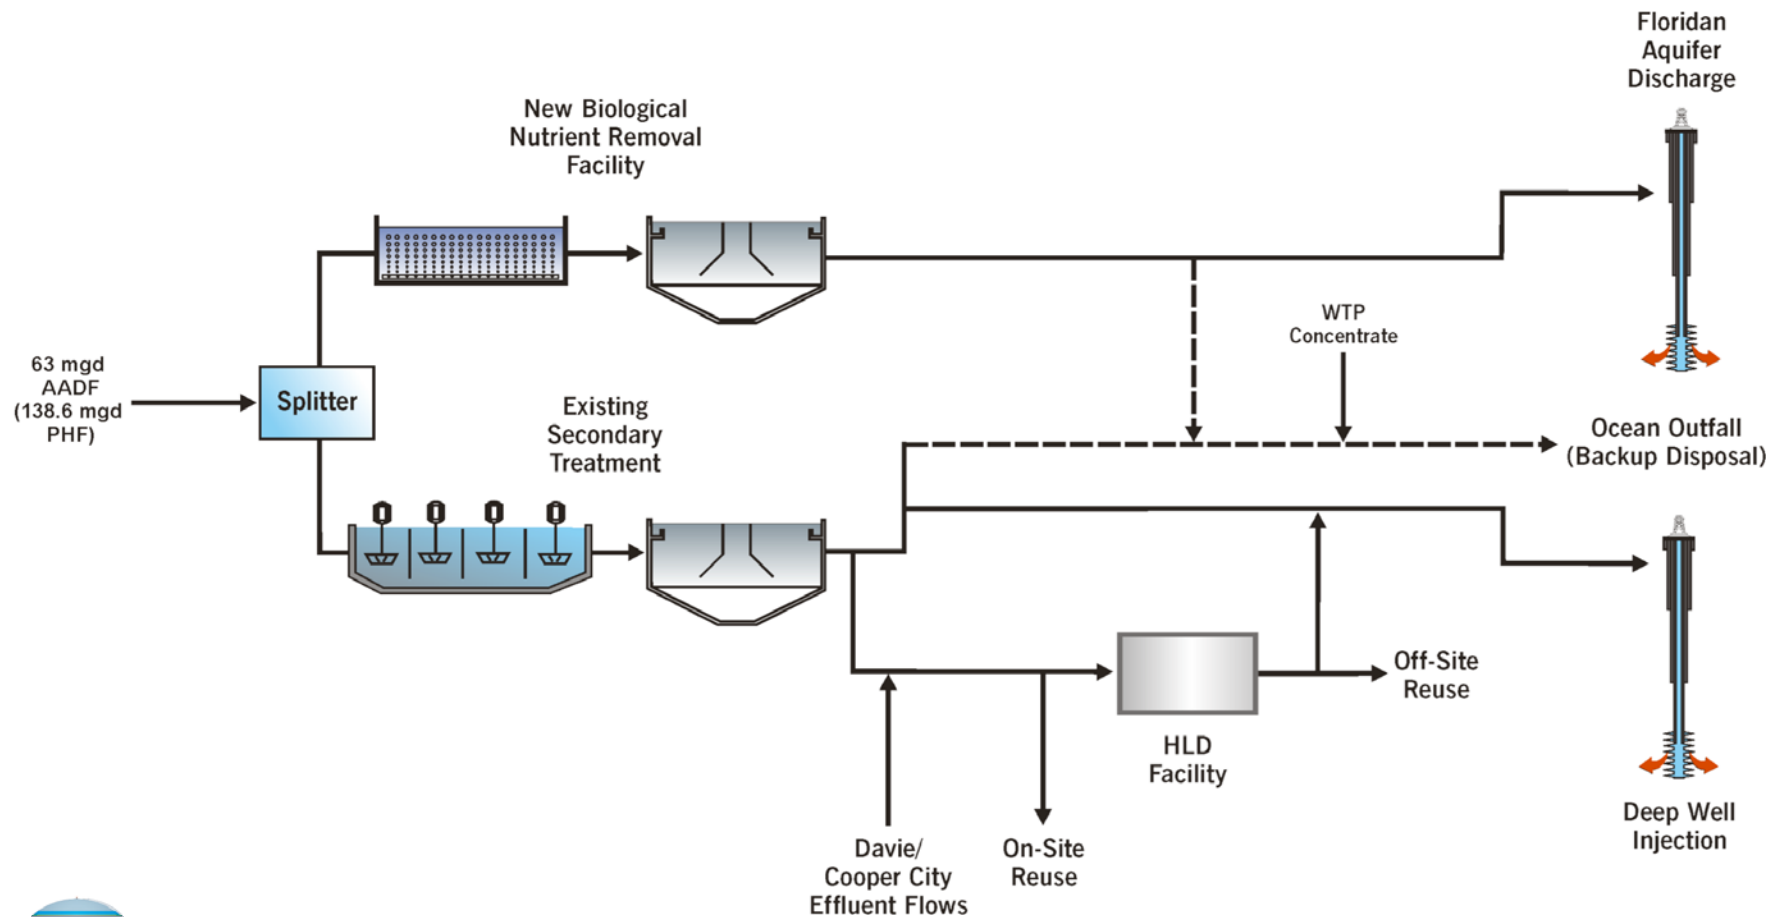 Floridan
Aquifer
Discharge
New Biological
Nutrient Removal
Facility
WTP
Concentrate
63 mgd
AADF
(138.6 mgd
PHF)
Splitter
Existing
Secondary
Treatment
Ocean Outfall
(Backup Disposal)
Off-Site
Reuse
HLD
Facility
Deep Well
Injection
Davie/
Cooper City
Effluent Flows
On-Site
Reuse